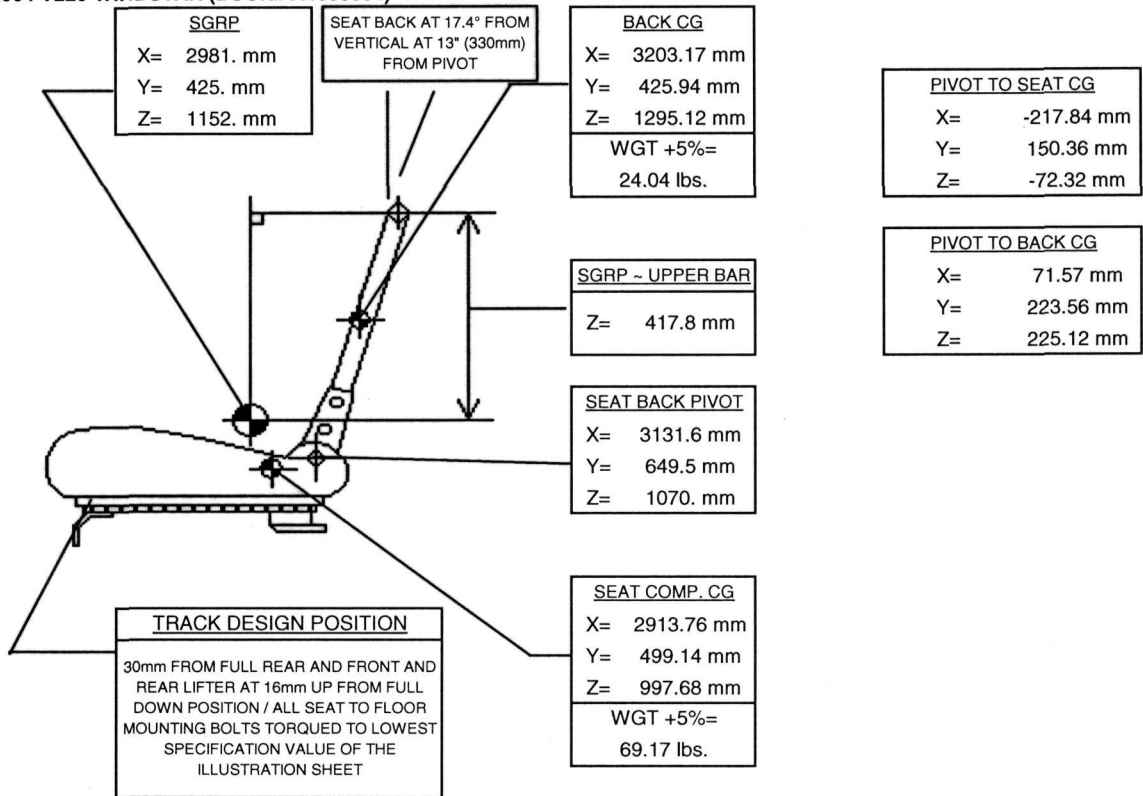 SGRP
X= 2981. mm
Y= 425. mm
Z= 1152. mm
SEAT BACK AT 17.4° FROM
VERTICAL AT 13" (330mm)
FROM PIVOT
BACK CG
X= 3203.17 mm
Y= 425.94 mm
Z= 1295.12 mm
WGT +5%=
24.04 lbs.
PIVOT TO SEAT CG
X= -217.84 mm
Y= 150.36 mm
Z= -72.32 mm
PIVOT TO BACK CG
X= 71.57 mm
Y= 223.56 mm
Z= 225.12 mm
SGRP ~ UPPER BAR
Z= 417.8 mm
SEAT BACK PIVOT
X= 3131.6 mm
Y= 649.5 mm
Z= 1070. mm
SEAT COMP. CG
X= 2913.76 mm
Y= 499.14 mm
Z= 997.68 mm
WGT +5%=
69.17 lbs.
TRACK DESIGN POSITION
30mm FROM FULL REAR AND FRONT AND
REAR LIFTER AT 16mm UP FROM FULL
DOWN POSITION / ALL SEAT TO FLOOR
MOUNTING BOLTS TORQUED TO LOWEST
SPECIFICATION VALUE OF THE
ILLUSTRATION SHEET